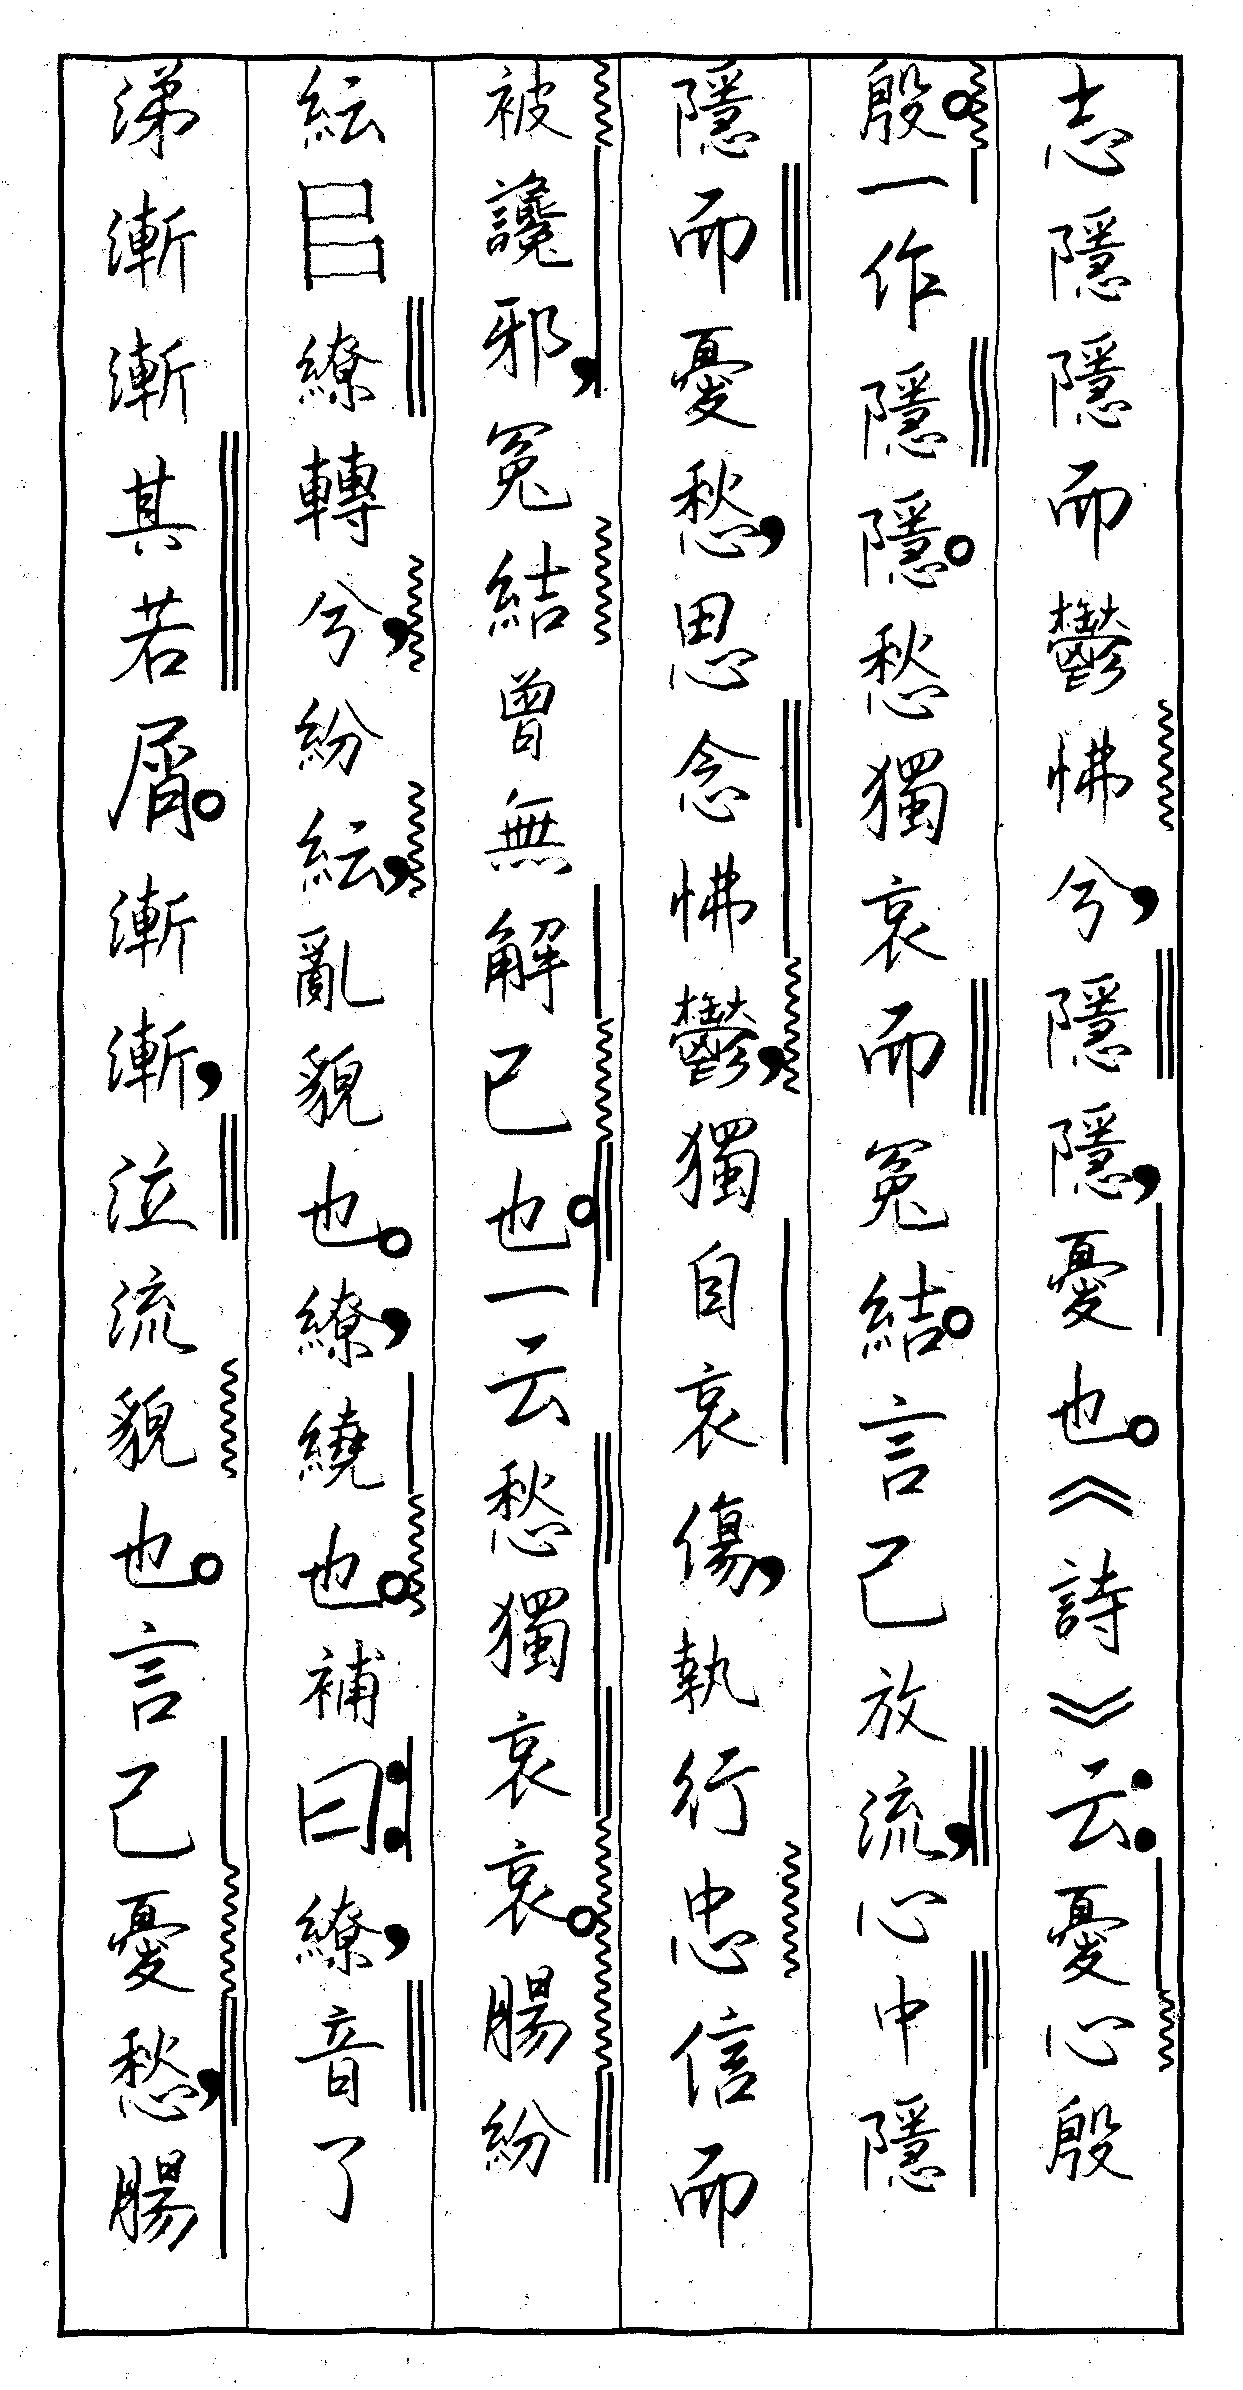 志隱隱而鬱怫兮，隱隱，憂也。《詩》云：憂心殷
殷。一作隱隱。愁獨哀而冤結。言己放流，心中隱
隱而憂愁，思念怫鬱，獨自哀傷，執行忠信而
被讒邪，冤結曾無解已也。一云愁獨哀哀。腸紛
紜㠯繚轉兮，紛紜，亂貌也。繚，繞也。補曰：繚，音了
涕漸漸其若屑。漸漸，泣流貌也。言己憂愁，腸